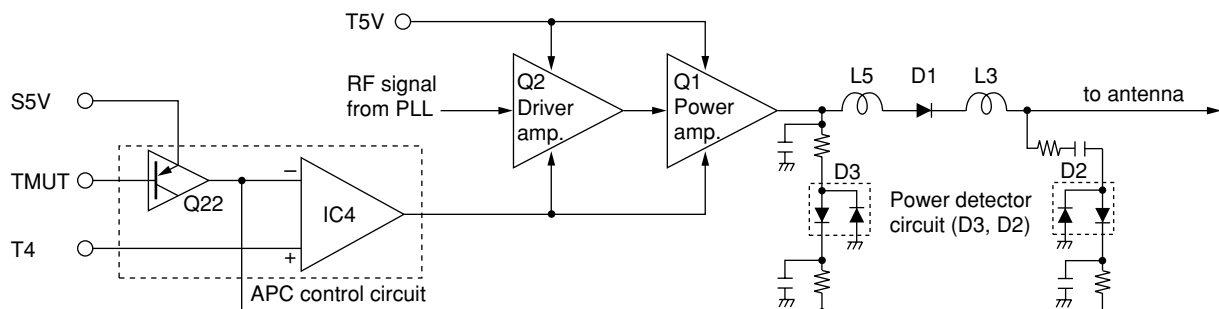 T5V
S5V
RF signal
from PLL
Q2
Driver
amp.
Q1
Power
amp.
L5
D1
L3
to antenna
TMUT
Q22
T4
−
+
IC4
APC control circuit
D3
Power detector
circuit (D3, D2)
D2